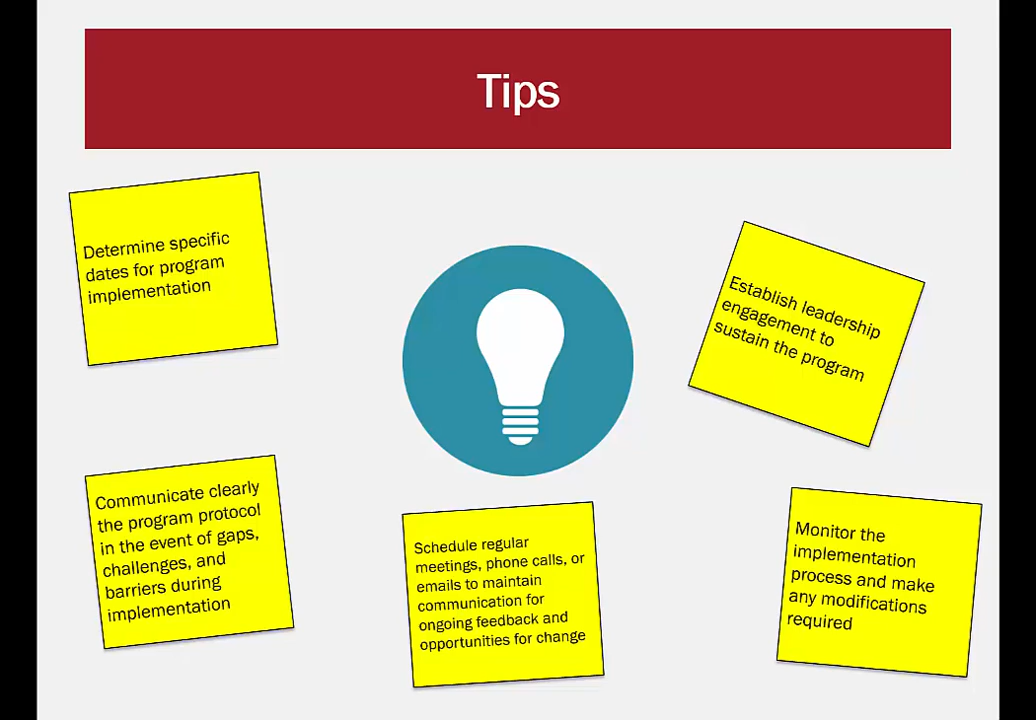 Tips
Determine specific
dates for program
implementation
Establish leadership
engagement to
sustain the program
Communicate clearly
the program protocol
in the event of gaps,
challenges, and
barriers during
implementation
Schedule regular
meetings, phone calls, or
emails to maintain
communication for
ongoing feedback and
opportunities for change
Monitor the
implementation
process and make
any modifications
required